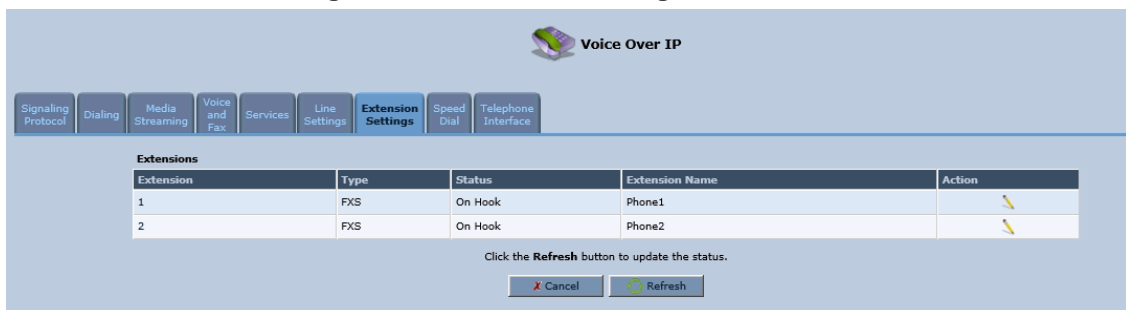 Voice Over IP
Signaling Protocol
Dialing
Media Streaming
Voice and Fax
Services
Line Settings
Extension Settings
Speed Dial
Telephone Interface
Extensions
Extension Type Status Extension Name Action
1 FXS On Hook Phone1
2 FXS On Hook Phone2
Click the Refresh button to update the status.
Cancel Refresh